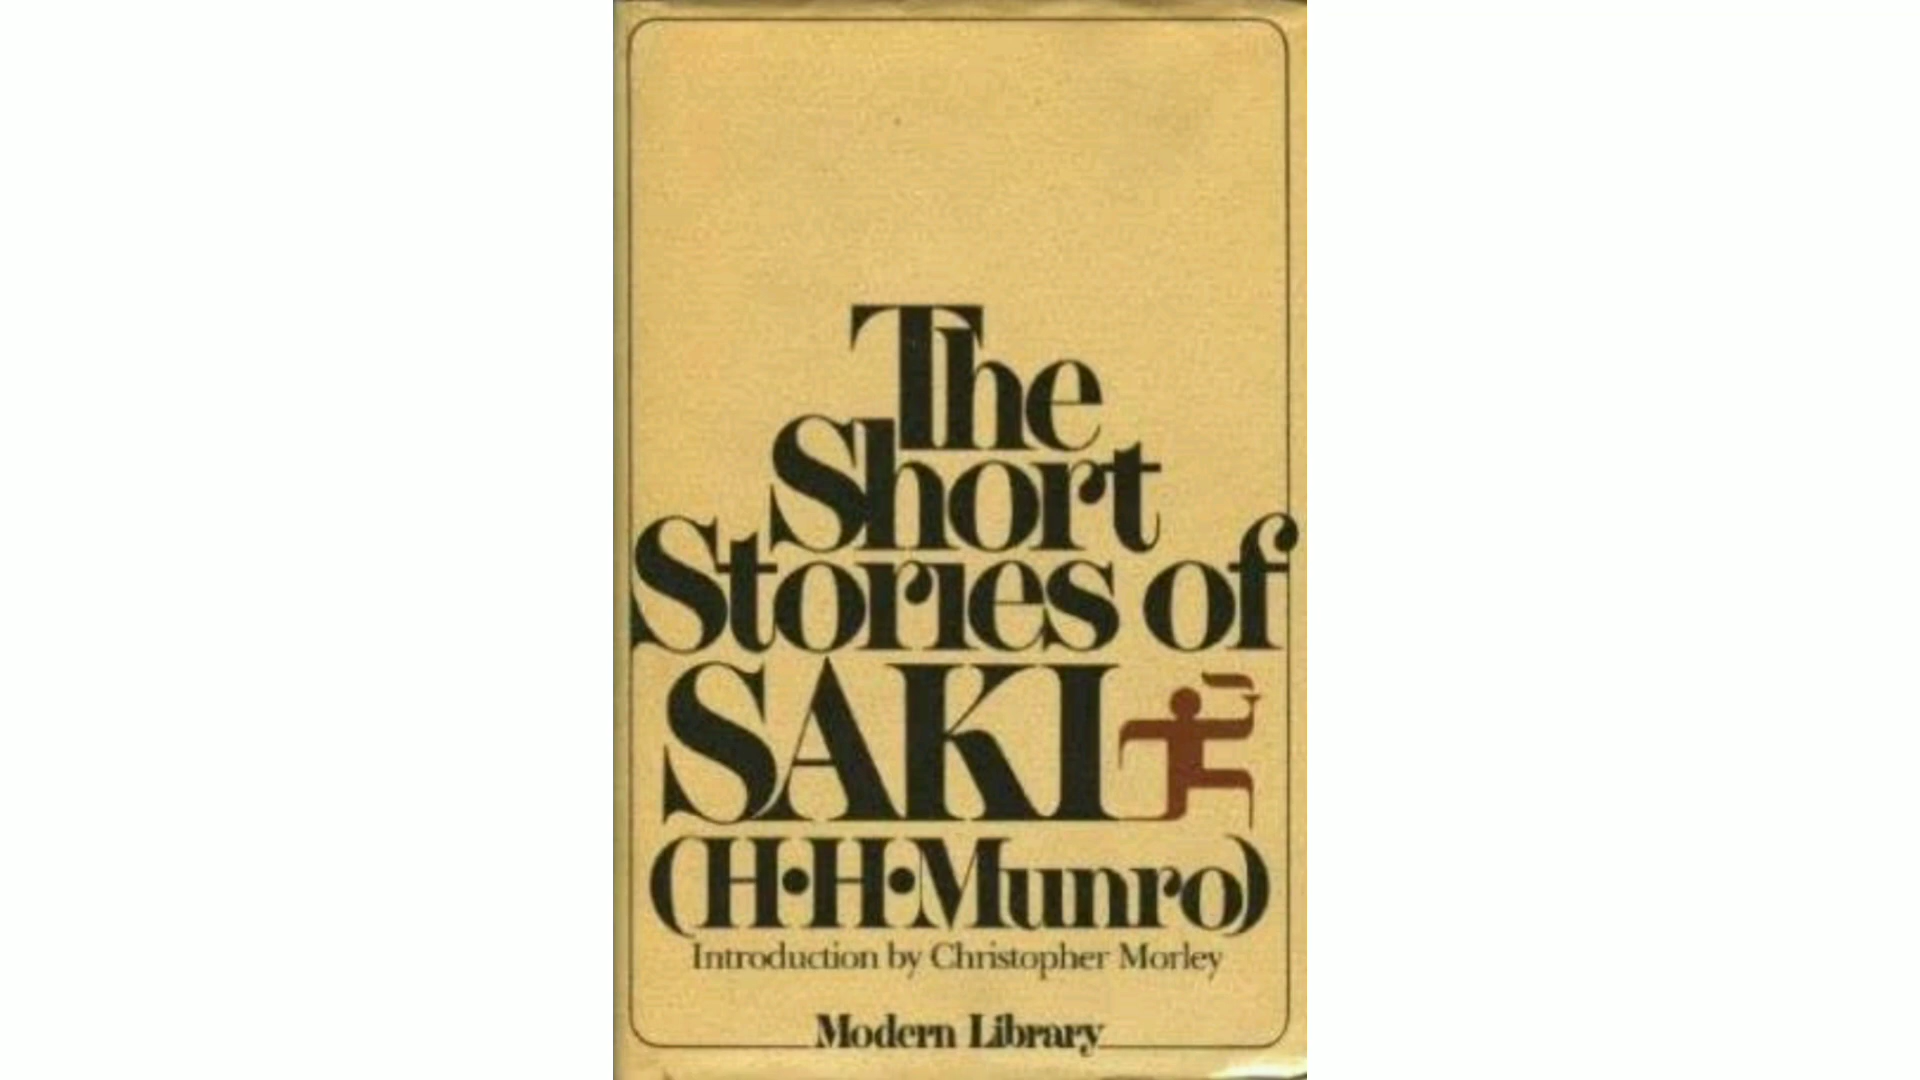 The
Short
Stories of
SAKI
(H·H·Munro)
Introduction by Christopher Morley
Modern Library